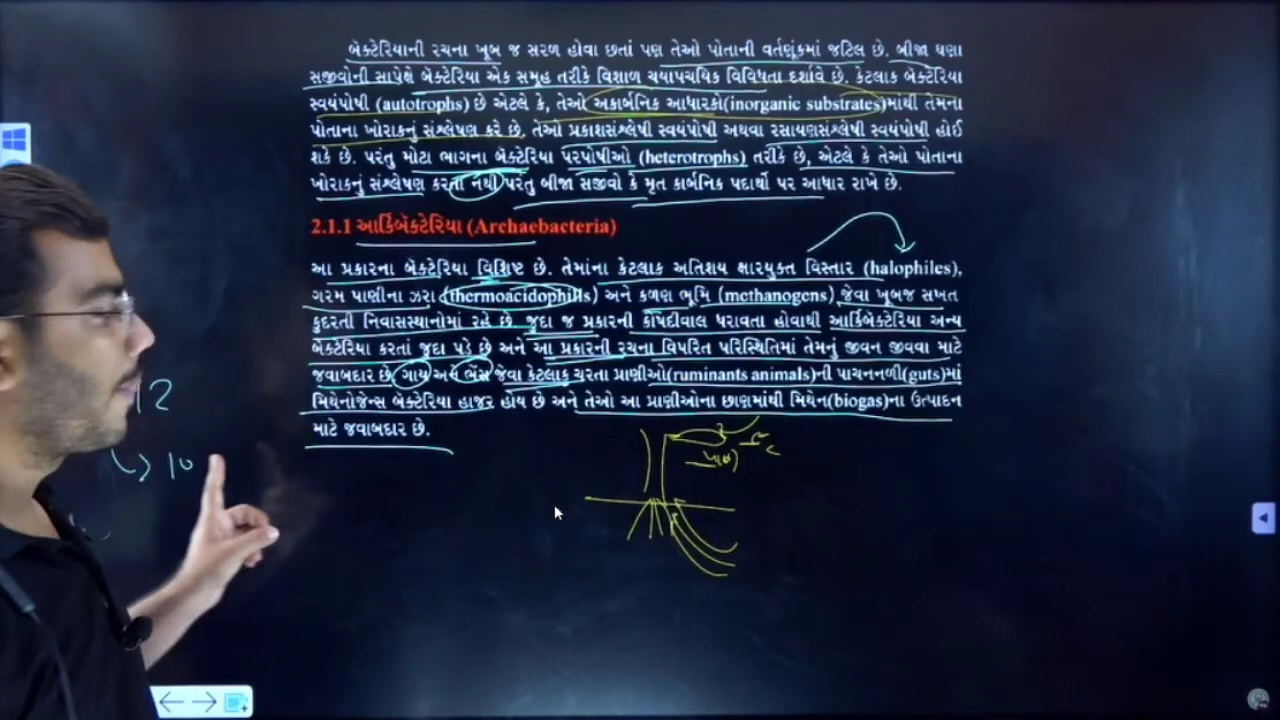 બૅક્ટેરિયાની રચના ખૂબ જ સરળ હોવા છતાં પણ તેઓ પોતાની વર્તણૂંકમાં જટિલ છે. બીજા ઘણા
સજીવોની સાપેક્ષે બૅક્ટેરિયા એક સમૂહ તરીકે વિશાળ ચયાપચયિક વિવિધતા દર્શાવે છે. કેટલાક બૅક્ટેરિયા
સ્વયંપોષી (autotrophs) છે એટલે કે, તેઓ અકાર્બનિક આધારકો(inorganic substrates)માંથી તેમના
પોતાના ખોરાકનું સંશ્લેષણ કરે છે. તેઓ પ્રકાશસંશ્લેષી સ્વયંપોષી અથવા રસાયણસંશ્લેષી સ્વયંપોષી હોઈ
શકે છે. પરંતુ મોટા ભાગના બૅક્ટેરિયા પરપોષીઓ (heterotrophs) તરીકે છે, એટલે કે તેઓ પોતાના
ખોરાકનું સંશ્લેષણ કરતા નથી પરંતુ બીજા સજીવો કે મૃત કાર્બનિક પદાર્થો પર આધાર રાખે છે.
2.1.1 આર્કિબૅક્ટેરિયા (Archaebacteria)
આ પ્રકારના બૅક્ટેરિયા વિશિષ્ટ છે. તેમાંના કેટલાક અતિશય ક્ષારયુક્ત વિસ્તાર (halophiles),
ગરમ પાણીના ઝરા (thermoacidophills) અને કળણ ભૂમિ (methanogens) જેવા ખૂબજ સખત
કુદરતી નિવાસસ્થાનોમાં રહે છે. જુદા જ પ્રકારની કોષદીવાલ ધરાવતા હોવાથી આર્કિબૅક્ટેરિયા અન્ય
બૅક્ટેરિયા કરતાં જુદા પડે છે અને આ પ્રકારની રચના વિપરિત પરિસ્થિતિમાં તેમનું જીવન જીવવા માટે
જવાબદાર છે. ગાય અને ભેંસ જેવા કેટલાક ચરતા પ્રાણીઓ(ruminants animals)ની પાચનનળી(guts)માં
મિથેનોજેન્સ બૅક્ટેરિયા હાજર હોય છે અને તેઓ આ પ્રાણીઓના છાણમાંથી મિથેન(biogas)ના ઉત્પાદન
માટે જવાબદાર છે.
12
10